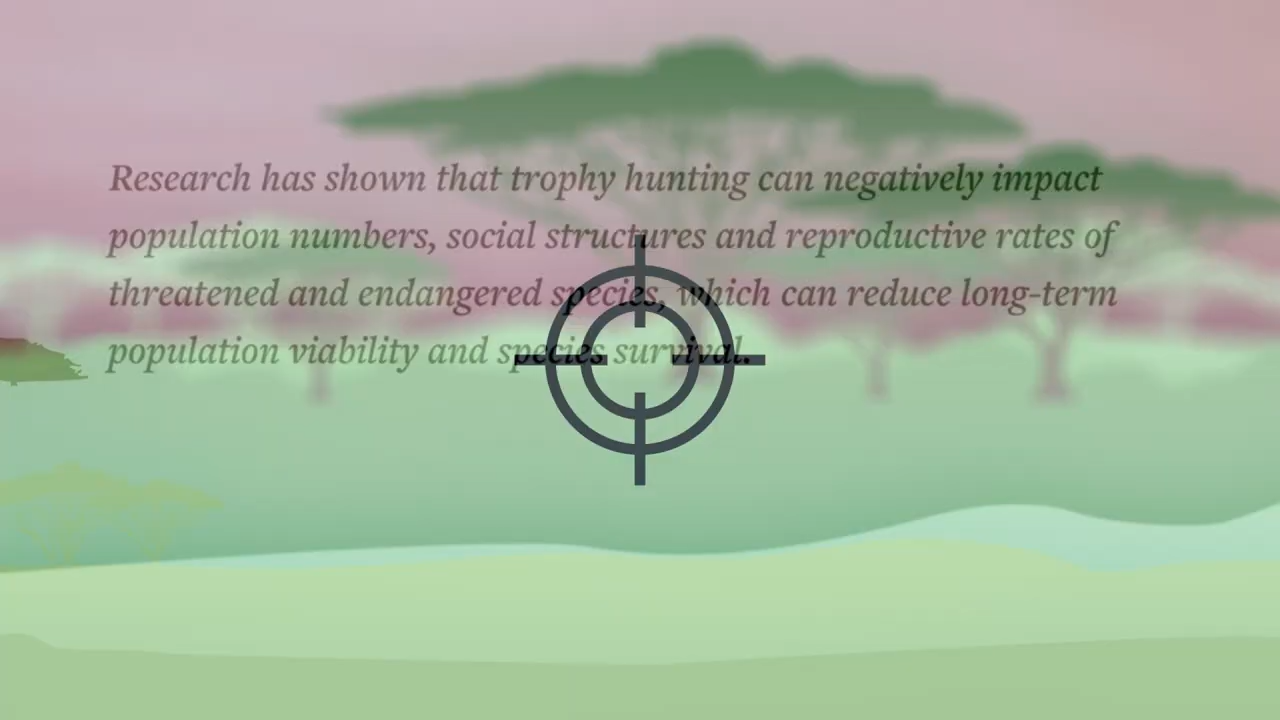 Research has shown that trophy hunting can negatively impact
population numbers, social structures and reproductive rates of
threatened and endangered species, which can reduce long-term
population viability and species survival.